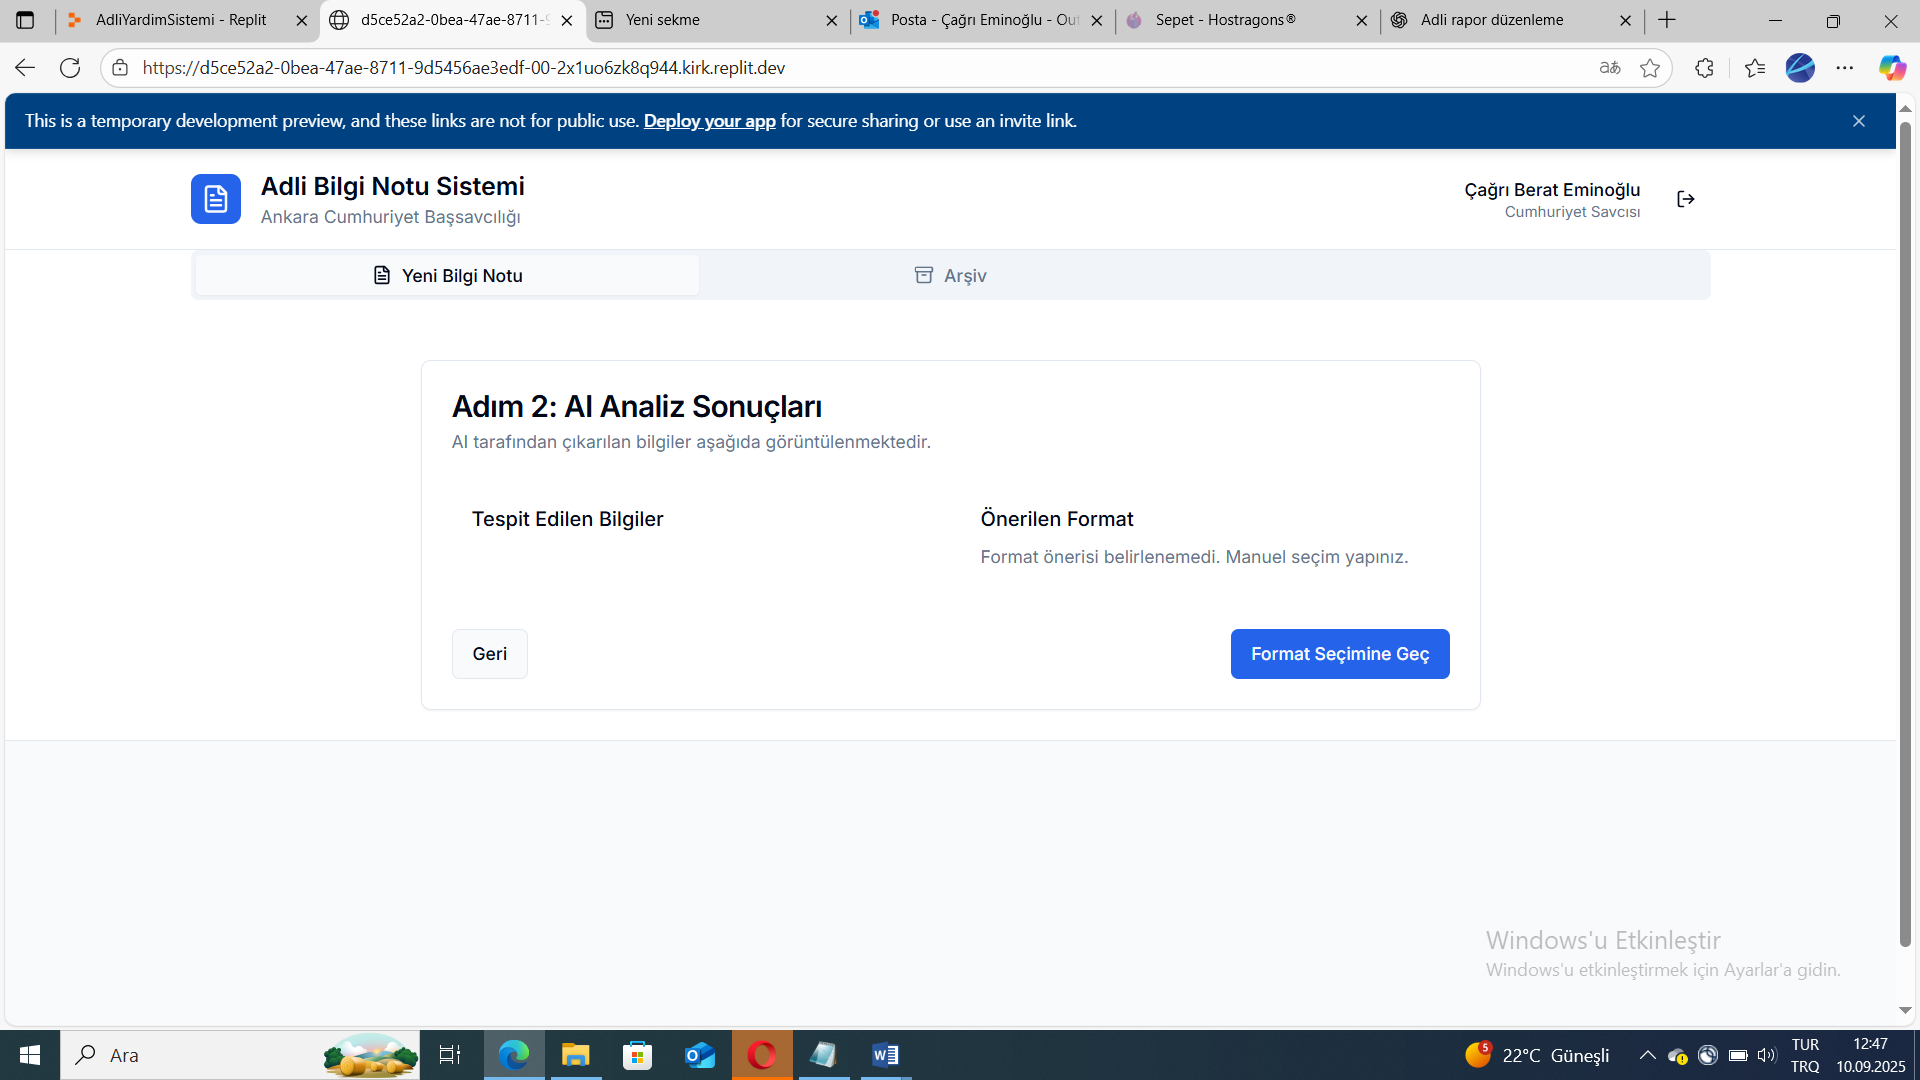 AdliYardimSistemi - Replit
d5ce52a2-0bea-47ae-8711-9
Yeni sekme
Posta - Çağrı Eminoğlu - Out
Sepet - Hostragons®
Adli rapor düzenleme
https://d5ce52a2-0bea-47ae-8711-9d5456ae3edf-00-2x1uo6zk8q944.kirk.replit.dev
This is a temporary development preview, and these links are not for public use. Deploy your app for secure sharing or use an invite link.
Adli Bilgi Notu Sistemi
Ankara Cumhuriyet Başsavcılığı
Çağrı Berat Eminoğlu
Cumhuriyet Savcısı
Yeni Bilgi Notu
Arşiv
Adım 2: AI Analiz Sonuçları
AI tarafından çıkarılan bilgiler aşağıda görüntülenmektedir.
Tespit Edilen Bilgiler
Önerilen Format
Format önerisi belirlenemedi. Manuel seçim yapınız.
Geri
Format Seçimine Geç
Windows'u Etkinleştir
Windows'u etkinleştirmek için Ayarlar'a gidin.
Ara
5
22°C Güneşli
TUR
TRQ
12:47
10.09.2025